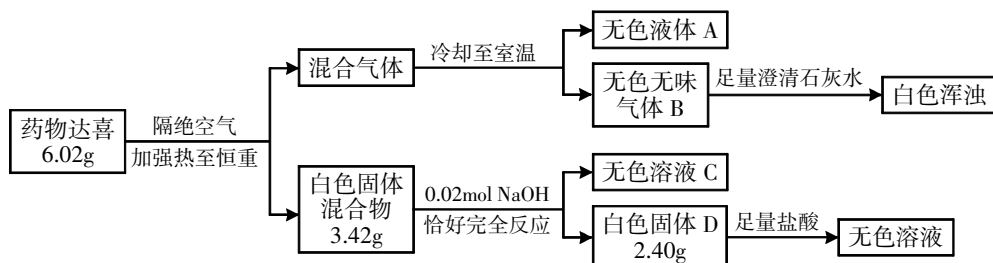 药物达喜
6.02g
隔绝空气
加强热至恒重
混合气体
冷却至室温
无色液体 A
无色无味
气体 B
足量澄清石灰水
白色浑浊
白色固体
混合物
3.42g
0.02mol NaOH
恰好完全反应
无色溶液 C
白色固体 D
2.40g
足量盐酸
无色溶液